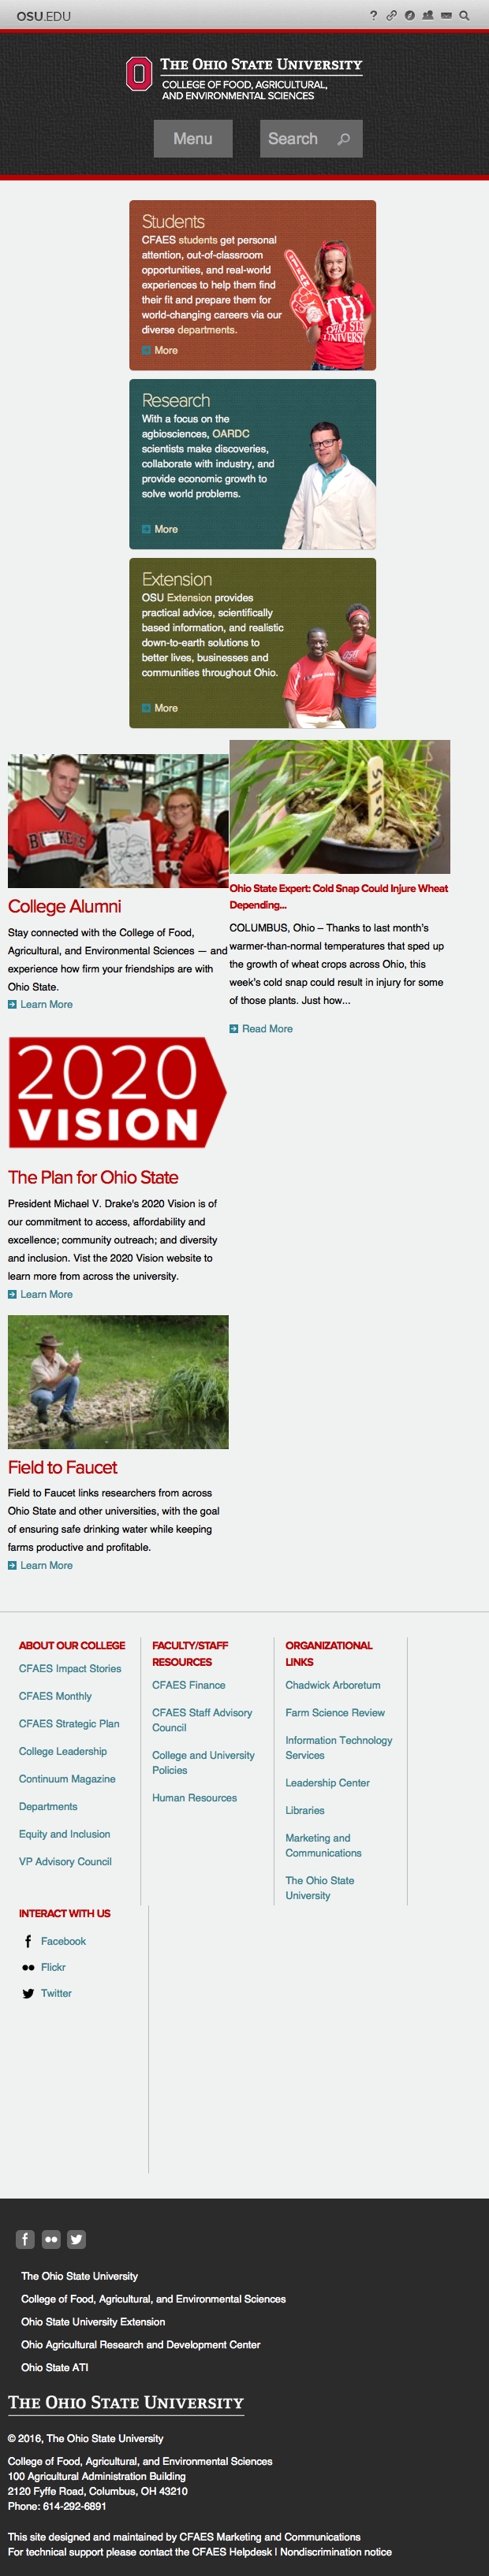 OSU.EDU
THE OHIO STATE UNIVERSITY
COLLEGE OF FOOD, AGRICULTURAL,
AND ENVIRONMENTAL SCIENCES
Menu
Search
Students
CFAES students get personal
attention, out-of-classroom
opportunities, and real-world
experiences to help them find
their fit and prepare them for
world-changing careers via our
diverse departments.
More
Research
With a focus on the
agbiosciences, OARDC
scientists make discoveries,
collaborate with industry, and
provide economic growth to
solve world problems.
More
Extension
OSU Extension provides
practical advice, scientifically
based information, and realistic
down-to-earth solutions to
better lives, businesses and
communities throughout Ohio.
More
College Alumni
Stay connected with the College of Food,
Agricultural, and Environmental Sciences — and
experience how firm your friendships are with
Ohio State.
Learn More
Ohio State Expert: Cold Snap Could Injure Wheat
Depending...
COLUMBUS, Ohio – Thanks to last month's
warmer-than-normal temperatures that sped up
the growth of wheat crops across Ohio, this
week's cold snap could result in injury for some
of those plants. Just how...
Read More
2020
VISION
The Plan for Ohio State
President Michael V. Drake's 2020 Vision is of
our commitment to access, affordability and
excellence; community outreach; and diversity
and inclusion. Vist the 2020 Vision website to
learn more from across the university.
Learn More
Field to Faucet
Field to Faucet links researchers from across
Ohio State and other universities, with the goal
of ensuring safe drinking water while keeping
farms productive and profitable.
Learn More
ABOUT OUR COLLEGE
CFAES Impact Stories
CFAES Monthly
CFAES Strategic Plan
College Leadership
Continuum Magazine
Departments
Equity and Inclusion
VP Advisory Council
FACULTY/STAFF
RESOURCES
CFAES Finance
CFAES Staff Advisory
Council
College and University
Policies
Human Resources
ORGANIZATIONAL
LINKS
Chadwick Arboretum
Farm Science Review
Information Technology
Services
Leadership Center
Libraries
Marketing and
Communications
The Ohio State
University
INTERACT WITH US
Facebook
Flickr
Twitter
The Ohio State University
College of Food, Agricultural, and Environmental Sciences
Ohio State University Extension
Ohio Agricultural Research and Development Center
Ohio State ATI
THE OHIO STATE UNIVERSITY
© 2016, The Ohio State University
College of Food, Agricultural, and Environmental Sciences
100 Agricultural Administration Building
2120 Fyffe Road, Columbus, OH 43210
Phone: 614-292-6891
This site designed and maintained by CFAES Marketing and Communications
For technical support please contact the CFAES Helpdesk | Nondiscrimination notice